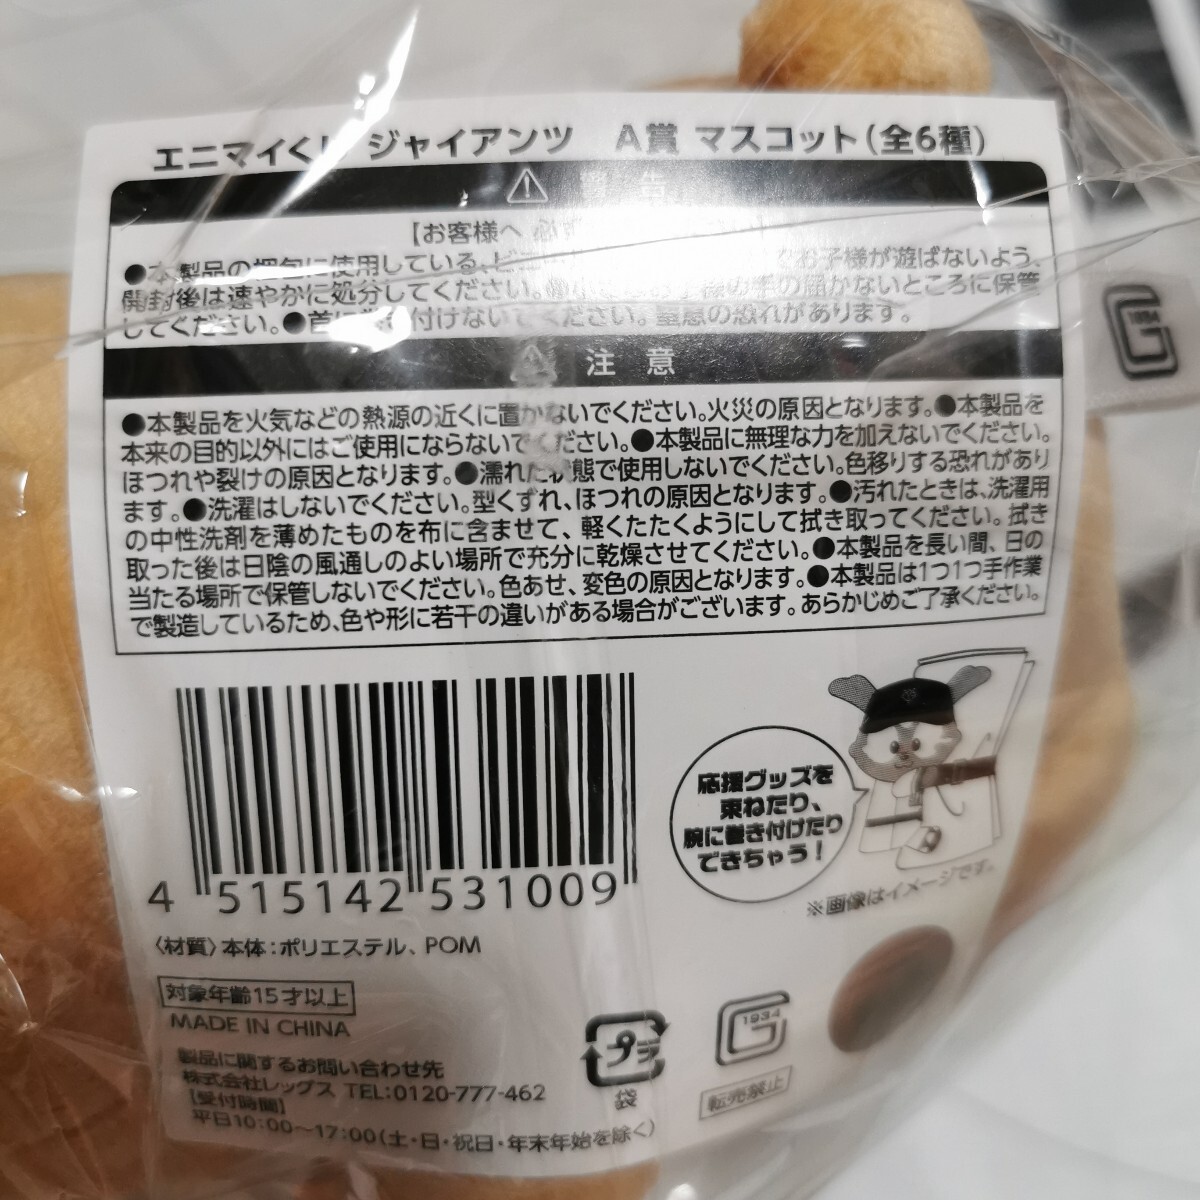 エニマイくじ ジャイアンツ A賞 マスコット(全6種)
警 告
【お客様へ 必ず
●本製品の梱包に使用している、 お子様が遊ばないよう、
開封後は速やかに処分してください。●小さなお子様の手の届かないところに保管
してください。●首に巻き付けないでください。窒息の恐れがあります。
注 意
●本製品を火気などの熱源の近くに置かないでください。火災の原因となります。●本製品を
本来の目的以外にはご使用にならないでください。●本製品に無理な力を加えないでください。
ほつれや裂けの原因となります。●濡れた状態で使用しないでください。色移りする恐れがあり
ます。●洗濯はしないでください。型くずれ、ほつれの原因となります。●汚れたときは、洗濯用
の中性洗剤を薄めたものを布に含ませて、軽くたたくようにして拭き取ってください。拭き
取った後は日陰の風通しのよい場所で充分に乾燥させてください。●本製品を長い間、日の
当たる場所で保管しないでください。色あせ、変色の原因となります。●本製品は1つ1つ手作業
で製造しているため、色や形に若干の違いがある場合がございます。あらかじめご了承ください。
4 515142 531009
応援グッズを
束ねたり、
腕に巻き付けたり
できちゃう!
※画像はイメージです。
〈材質〉本体:ポリエステル、POM
対象年齢15才以上
MADE IN CHINA
製品に関するお問い合わせ先
株式会社レッグス TEL:0120-777-462
[受付時間]
平日10:00～17:00(土・日・祝日・年末年始を除く)
プラ
袋
1934
転売禁止
1934